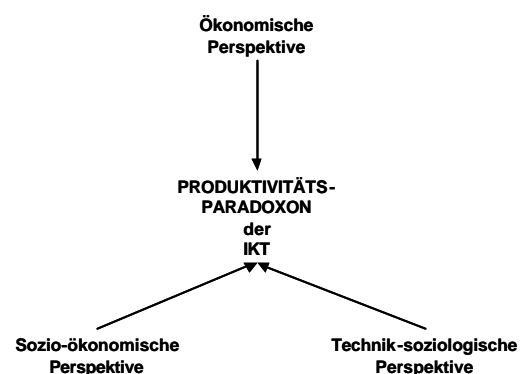 Ökonomische
Perspektive
PRODUKTIVITÄTS-
PARADOXON
der
IKT
Sozio-ökonomische
Perspektive
Technik-soziologische
Perspektive